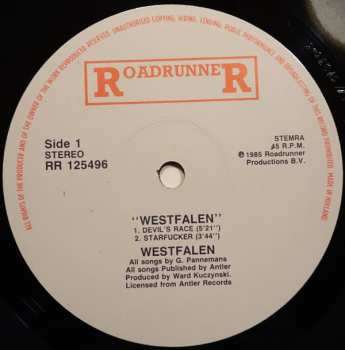 ALL RIGHTS OF THE MANUFACTURER AND OF THE OWNER OF THE WORK REPRODUCED RESERVED. UNAUTHORISED COPYING, HIRING, LENDING, PUBLIC PERFORMANCE AND BROADCASTING OF THIS RECORD PROHIBITED. MADE IN HOLLAND
ROADRUNNER
Side 1
STEREO
RR 125496
STEMRA
45 R.P.M.
℗ 1985 Roadrunner
Productions B.V.
"WESTFALEN"
1. DEVIL'S RACE (5'21")
2. STARFUCKER (3'44")
WESTFALEN
All songs by G. Pannemans
All songs Published by Antler
Produced by Ward Kuczynski.
Licensed from Antler Records